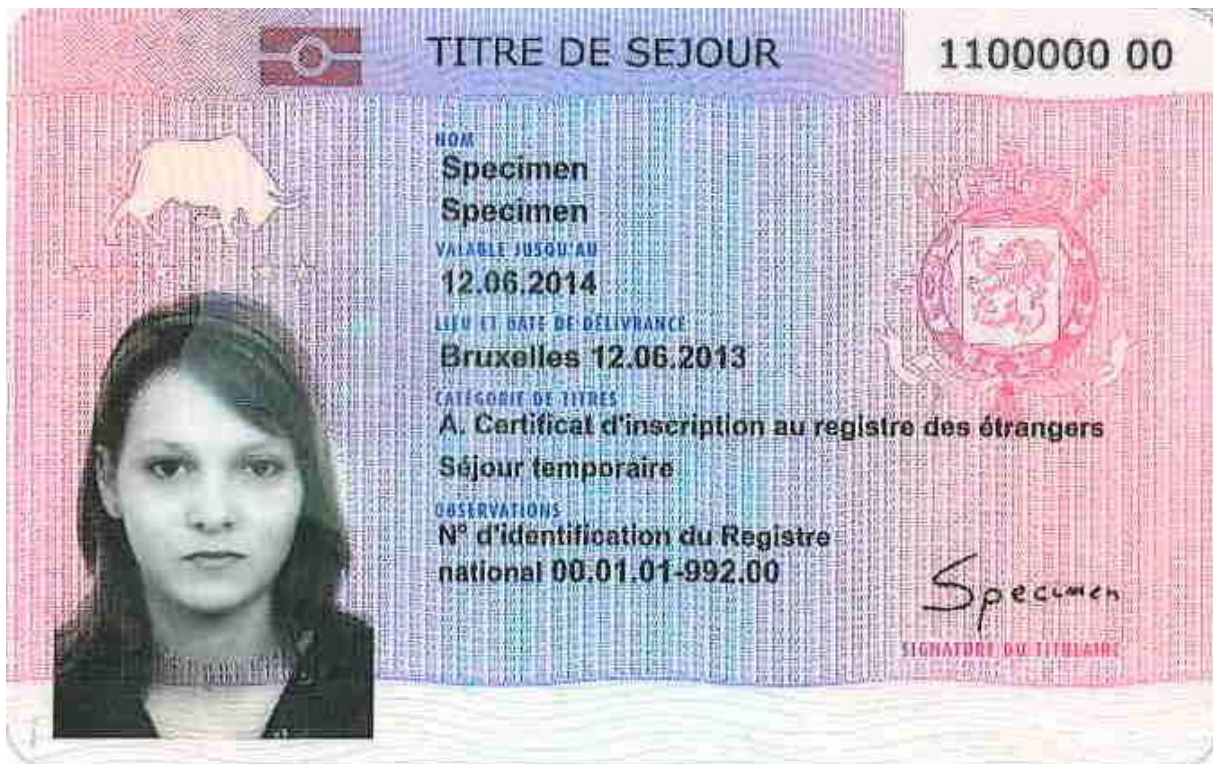 TITRE DE SEJOUR
1100000 00
NOM
Specimen
Specimen
VALABLE JUSQU'AU
12.06.2014
LIEU ET DATE DE DÉLIVRANCE
Bruxelles 12.06.2013
CATÉGORIE DE TITRES
A. Certificat d'inscription au registre des étrangers
Séjour temporaire
OBSERVATIONS
N° d'identification du Registre
national 00.01.01-992.00
Specimen
SIGNATURE DU TITULAIRE